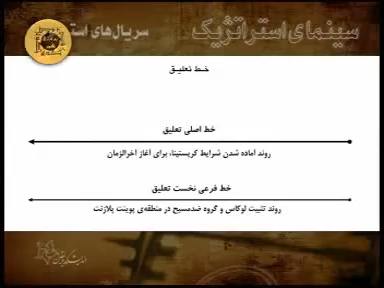 سینمای استراتژیک
سریال‌های است
خط تعلیق
خط اصلی تعلیق
روند آماده شدن شرایط کریستینا، برای آغاز آخرالزمان
خط فرعی نخست تعلیق
روند تثبیت لوکاس و گروه ضدمسیح در منطقه‌ی پوینت پلازنت